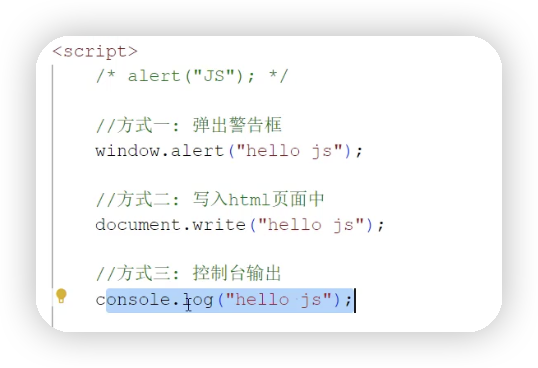 <script>
/* alert("JS"); */
//方式一: 弹出警告框
window.alert("hello js");
//方式二: 写入html页面中
document.write("hello js");
//方式三: 控制台输出
console.log("hello js");